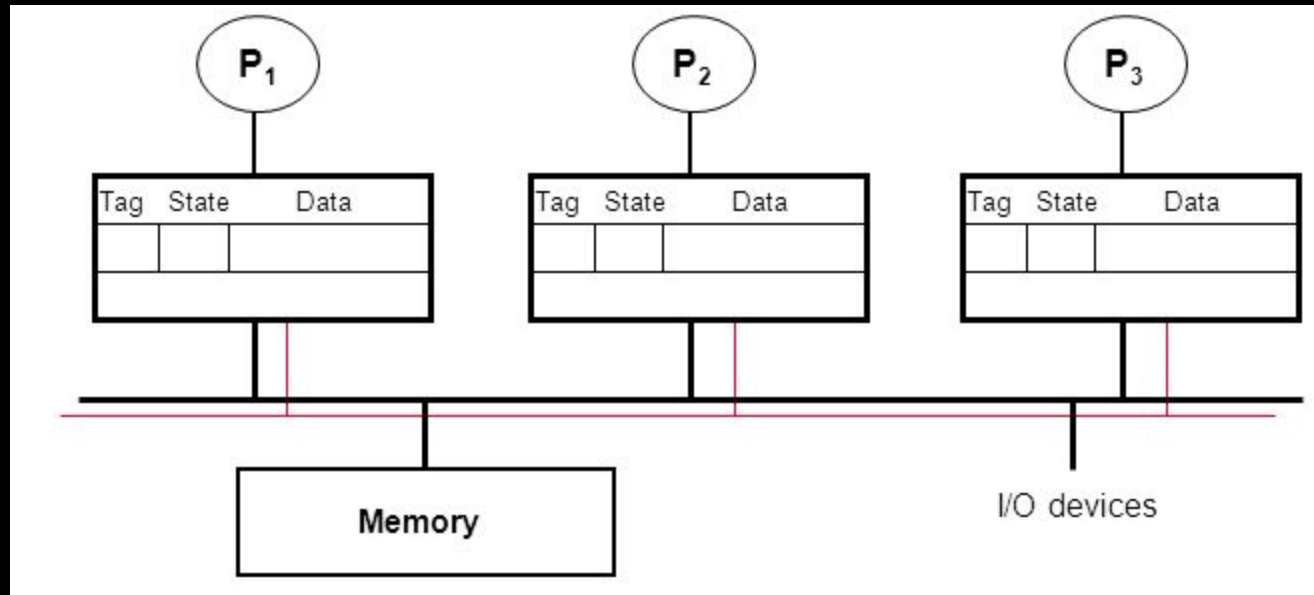 P₁ P₂ P₃
Tag State Data Tag State Data Tag State Data
Memory
I/O devices